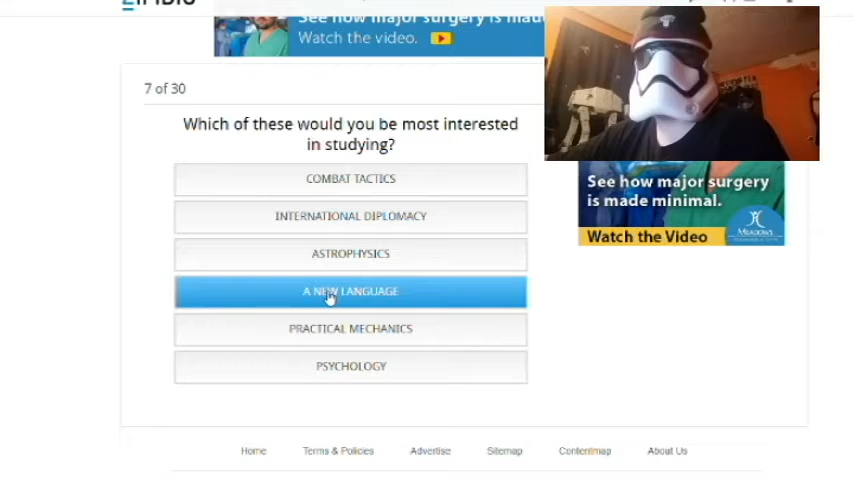 See how major surgery is made
Watch the video.
7 of 30
Which of these would you be most interested
in studying?
COMBAT TACTICS
INTERNATIONAL DIPLOMACY
ASTROPHYSICS
A NEW LANGUAGE
PRACTICAL MECHANICS
PSYCHOLOGY
See how major surgery
is made minimal.
Watch the Video
MEADOWS
Home Terms & Policies Advertise Sitemap Contentmap About Us